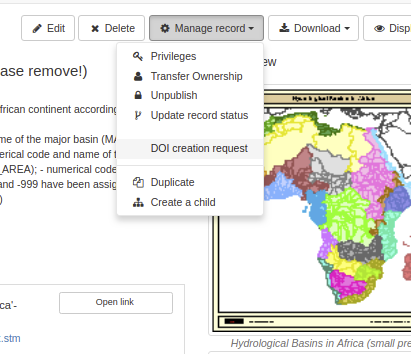 Edit
Delete
Manage record
Download
Displ
ase remove!)
ew
Privileges
Transfer Ownership
Unpublish
Update record status
DOI creation request
Duplicate
Create a child
frican continent according
me of the major basin (MA
erical code and name of t
_AREA); - numerical code
and -999 have been assig
)
Hydrological Basins in Africa
ca'-
Open link
t.stm
Hydrological Basins in Africa (small pre